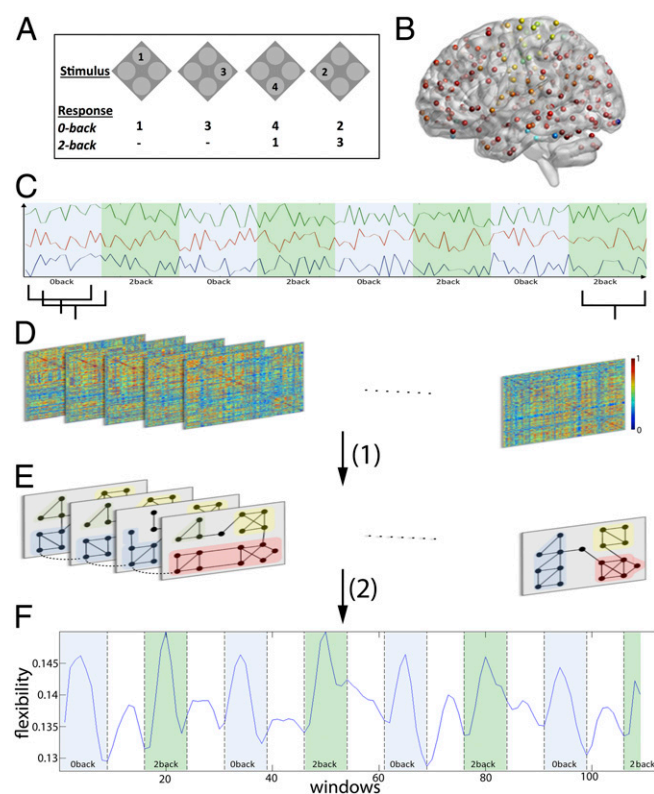 A
B
1
3
4
2
Stimulus
Response
0-back 1 3 4 2
2-back - - 1 3
C
0back 2back 0back 2back 0back 2back 0back 2back
D
1
0
(1)
E
(2)
F
flexibility
0.145
0.14
0.135
0.13
0back 2back 0back 2back 0back 2back 0back 2back
20 40 60 80 100
windows